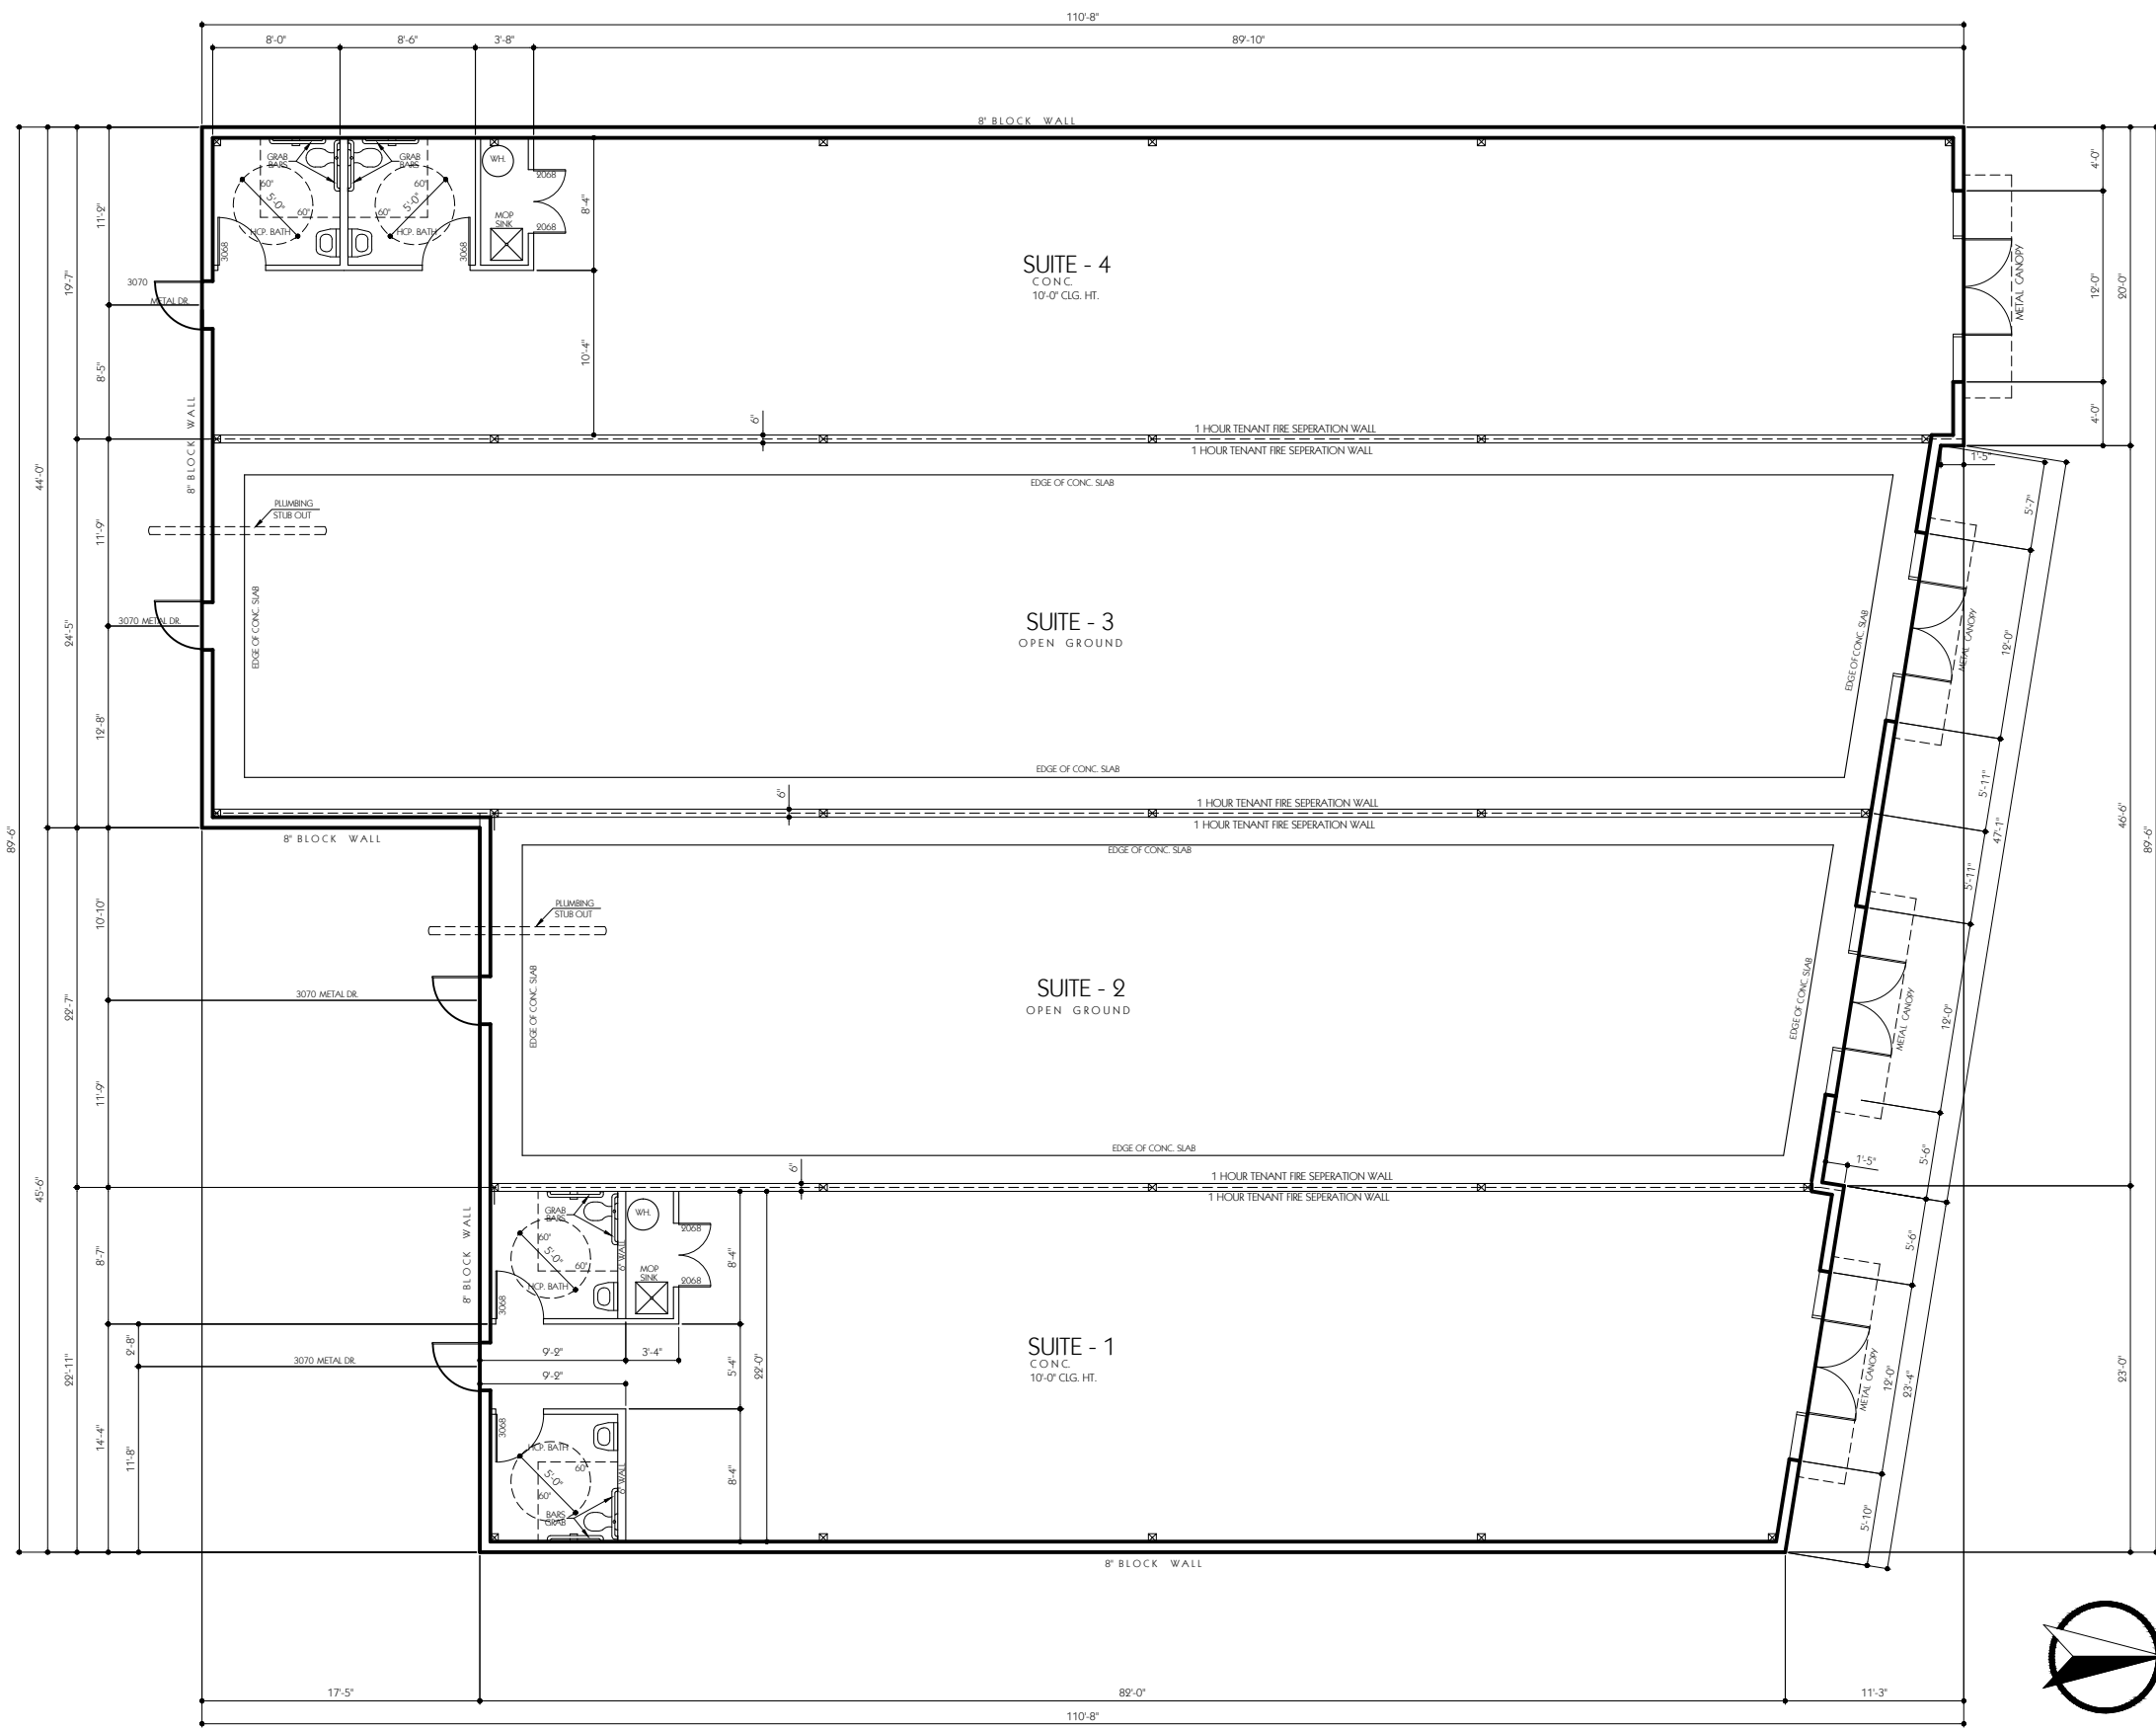 110'-8"
8'-0"
8'-6"
3'-8"
89'-10"
8" BLOCK WALL
GRAB
BARS
GRAB
BARS
WH.
2068
4'-0"
60"
60"
5'-0"
5'-0"
60"
60"
MOP
SINK
8'-4"
11'-2"
HCP. BATH
HCP. BATH
2068
3068
3068
METAL CANOPY
SUITE - 4
CONC.
10'-0" CLG. HT.
12'-0"
20'-0"
19'-7"
3070
METAL DR.
10'-4"
8'-5"
8" BLOCK WALL
4'-0"
6"
1 HOUR TENANT FIRE SEPERATION WALL
1 HOUR TENANT FIRE SEPERATION WALL
1'-5"
44'-0"
EDGE OF CONC. SLAB
5'-7"
PLUMBING
STUB OUT
11'-9"
EDGE OF CONC. SLAB
3070 METAL DR.
24'-5"
SUITE - 3
OPEN GROUND
EDGE OF CONC. SLAB
METAL CANOPY
12'-0"
12'-8"
EDGE OF CONC. SLAB
5'-11"
6"
1 HOUR TENANT FIRE SEPERATION WALL
1 HOUR TENANT FIRE SEPERATION WALL
47'-1"
46'-6"
89'-6"
89'-6"
8" BLOCK WALL
EDGE OF CONC. SLAB
5'-11"
10'-10"
PLUMBING
STUB OUT
EDGE OF CONC. SLAB
3070 METAL DR.
22'-7"
SUITE - 2
OPEN GROUND
EDGE OF CONC. SLAB
METAL CANOPY
12'-0"
11'-9"
EDGE OF CONC. SLAB
5'-6"
6"
1 HOUR TENANT FIRE SEPERATION WALL
1 HOUR TENANT FIRE SEPERATION WALL
1'-5"
45'-6"
8" BLOCK WALL
GRAB
BARS
WH.
2068
60"
5'-0"
60"
6" WALL
MOP
SINK
2068
HCP. BATH
3068
8'-4"
8'-7"
5'-6"
2'-8"
3070 METAL DR.
9'-2"
3'-4"
9'-2"
5'-4"
22'-0"
SUITE - 1
CONC.
10'-0" CLG. HT.
METAL CANOPY
12'-0"
23'-4"
23'-0"
22'-11"
14'-4"
11'-8"
3068
HCP. BATH
60"
5'-0"
60"
6" WALL
BARS
GRAB
8'-4"
5'-10"
8" BLOCK WALL
17'-5"
82'-0"
11'-3"
110'-8"